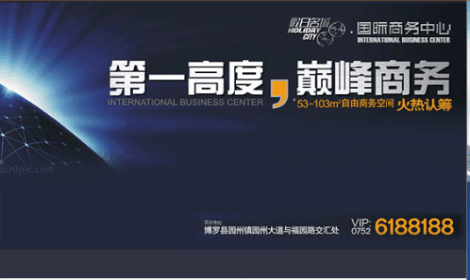 假日名城
HOLIDAY CITY
·国际商务中心
INTERNATIONAL BUSINESS CENTER
第一高度,巅峰商务
INTERNATIONAL BUSINESS CENTER
53-103m²自由商务空间 火热认筹
博罗县园州镇园州大道与福园路交汇处
VIP: 0752 6188188